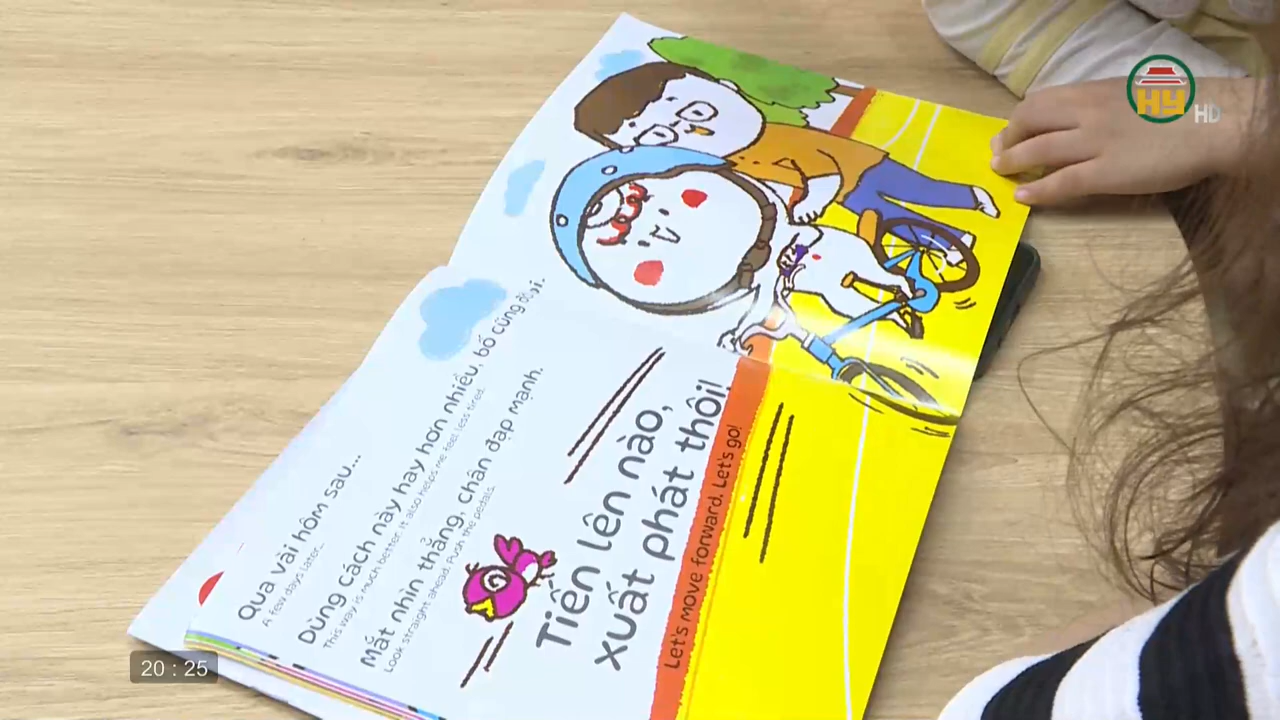 Qua vài hôm sau...
A few days later...
Dùng cách này hay hơn nhiều, bố cũng đỡ
This way is much better. It also helps me feel less tired.
Mắt nhìn thẳng, chân đạp mạnh.
Look straight ahead. Push the pedals.
Tiến lên nào,
xuất phát thôi!
Let's move forward. Let's go!
HY HD
20 : 25